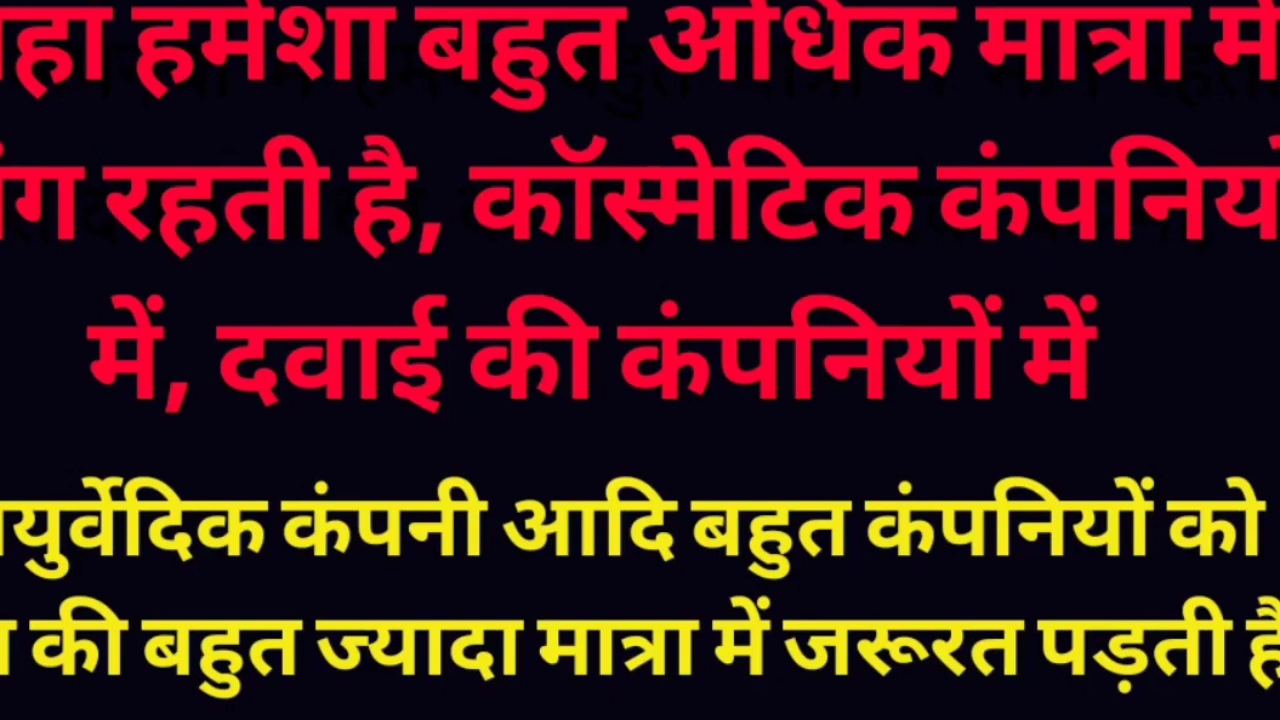 हमेशा बहुत अधिक मात्रा में
रहती है, कॉस्मेटिक
में, दवाई की कंपनियों में
कंपनी आदि बहुत कंपनियों को
की बहुत ज्यादा मात्रा में जरूरत पड़ती है